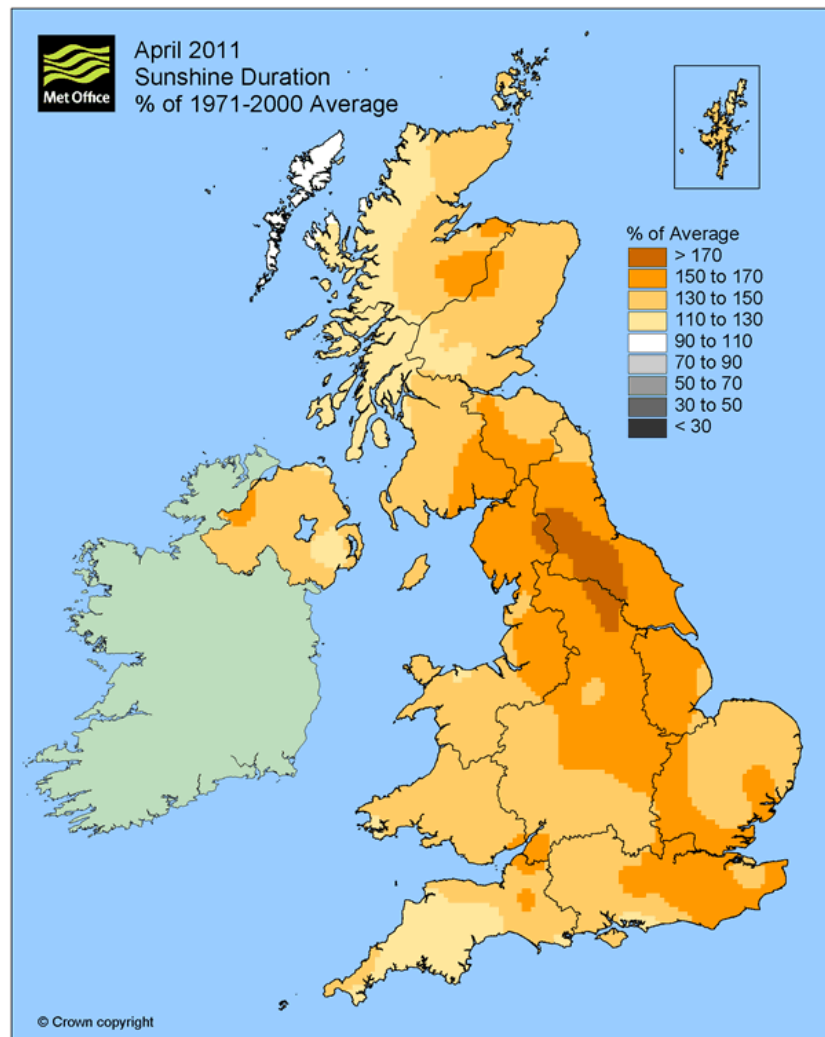 Met Office
April 2011
Sunshine Duration
% of 1971-2000 Average
% of Average
> 170
150 to 170
130 to 150
110 to 130
90 to 110
70 to 90
50 to 70
30 to 50
< 30
© Crown copyright